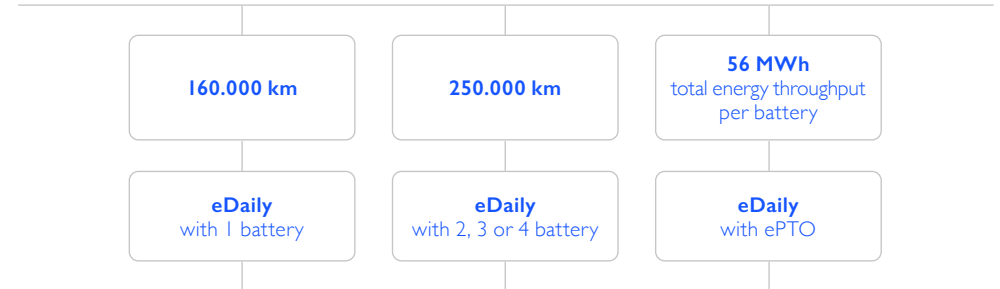 160.000 km
250.000 km
56 MWh
total energy throughput
per battery
eDaily
with 1 battery
eDaily
with 2, 3 or 4 battery
eDaily
with ePTO